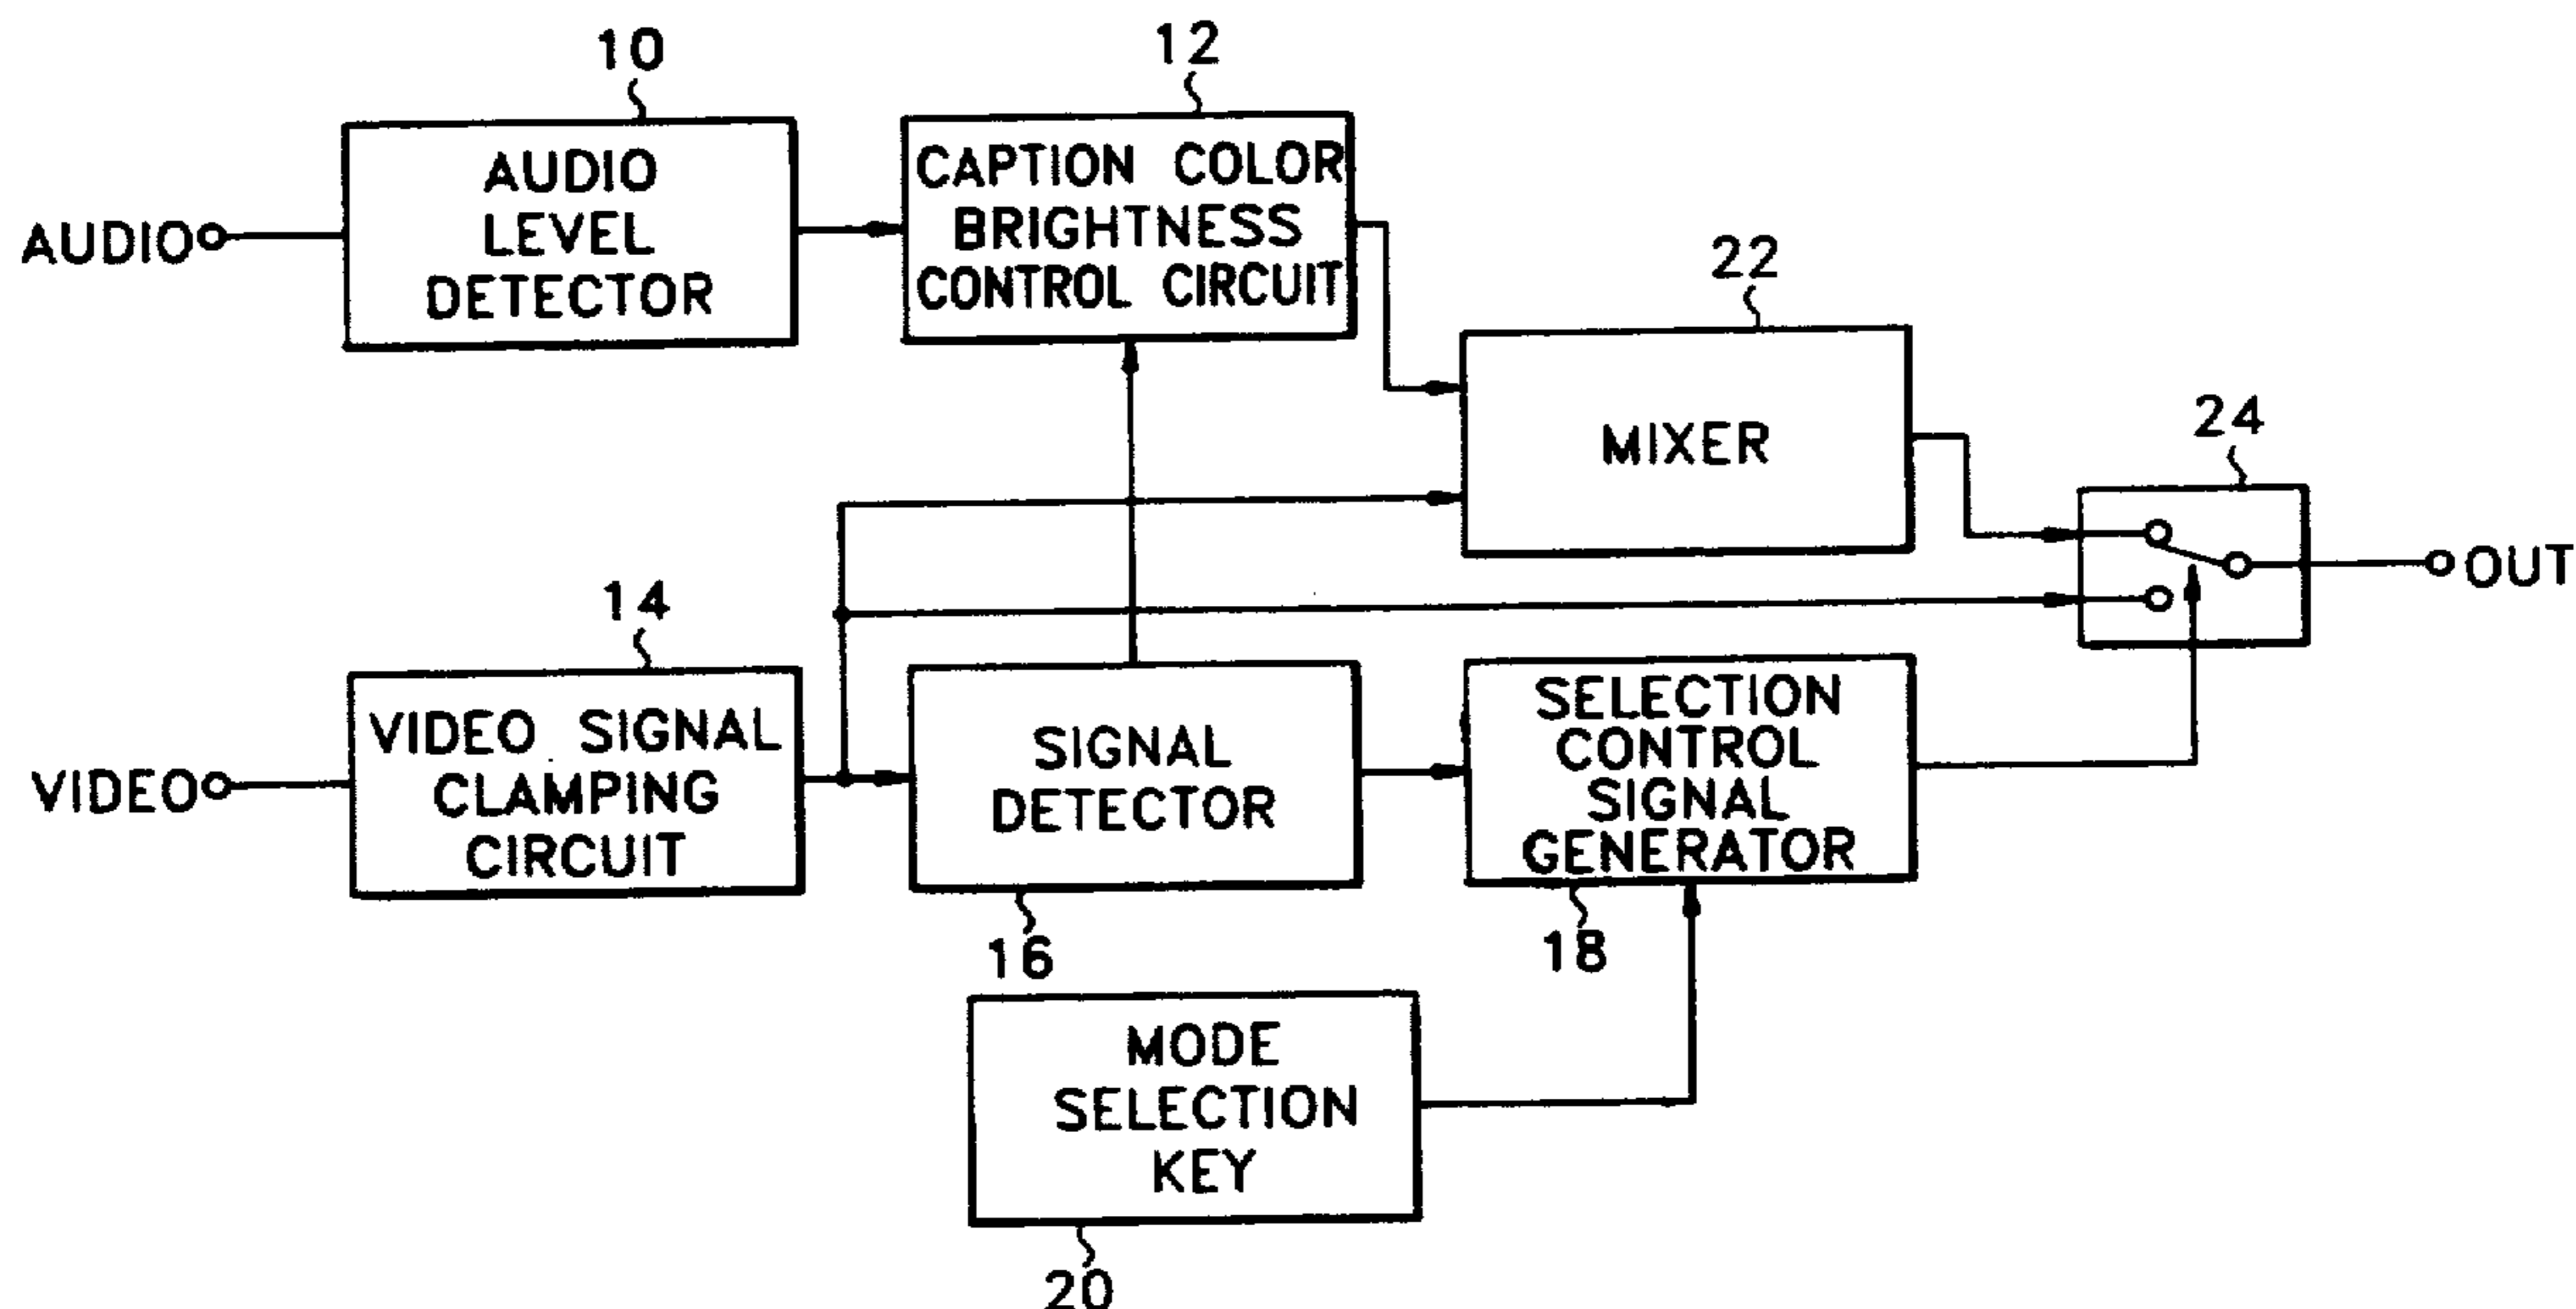 10
12
AUDIO
LEVEL
DETECTOR
CAPTION COLOR
BRIGHTNESS
CONTROL CIRCUIT
AUDIO
22
MIXER
24
OUT
14
VIDEO SIGNAL
CLAMPING
CIRCUIT
VIDEO
SIGNAL
DETECTOR
SELECTION
CONTROL
SIGNAL
GENERATOR
16
18
MODE
SELECTION
KEY
20